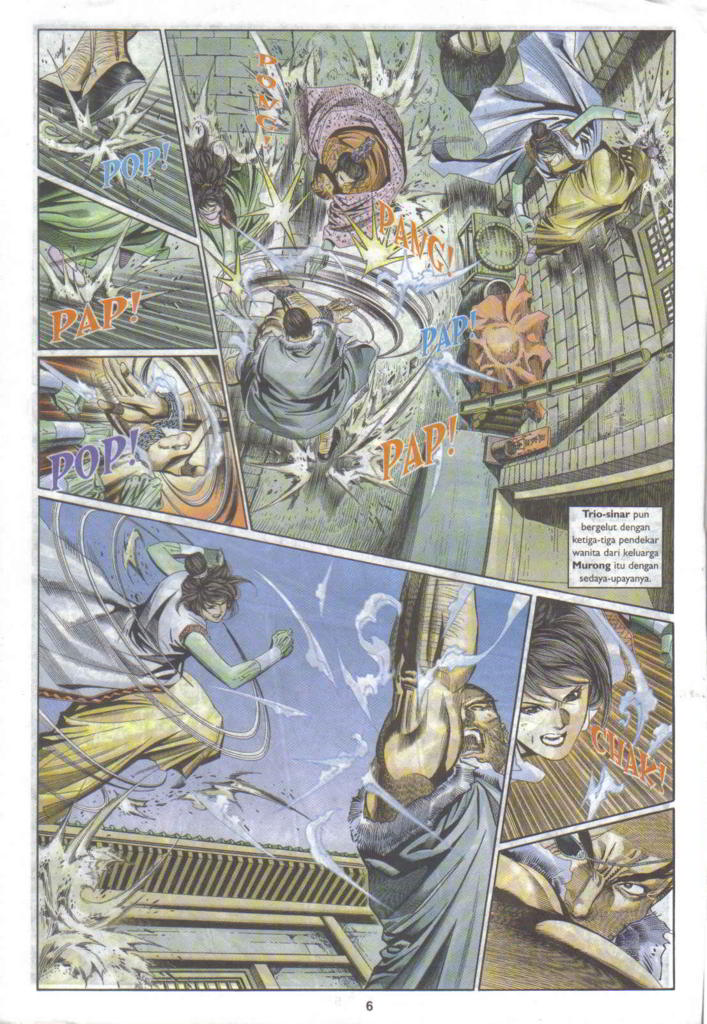 POP!
PONG!
PANG!
PAP!
PAP!
PAP!
POP!
Trio-sinar pun
bergelut dengan
ketiga-tiga pendekar
wanita dari keluarga
Murong itu dengan
sedaya-upayanya.
CHAK!
6